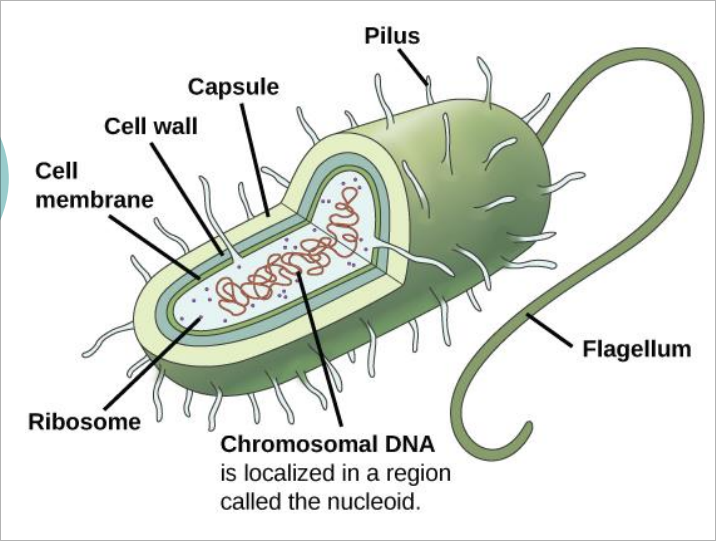 Pilus
Capsule
Cell wall
Cell
membrane
Flagellum
Ribosome
Chromosomal DNA
is localized in a region
called the nucleoid.